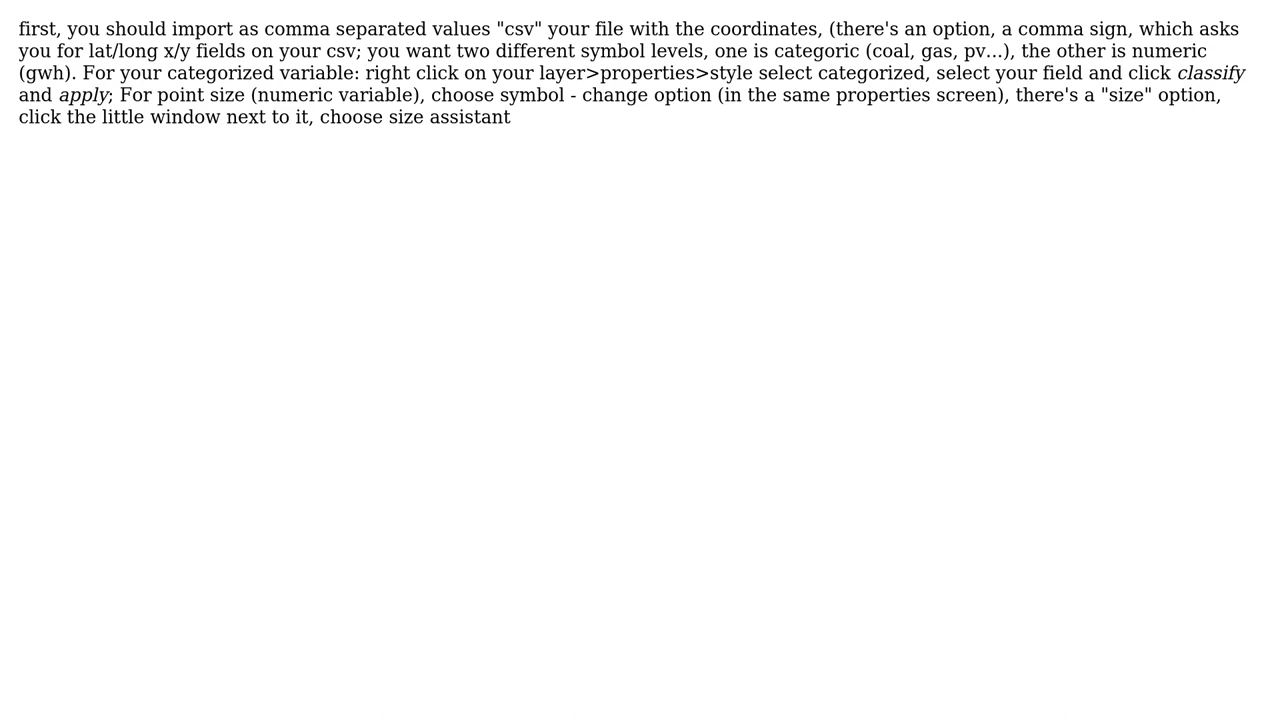 first, you should import as comma separated values "csv" your file with the coordinates, (there's an option, a comma sign, which asks
you for lat/long x/y fields on your csv; you want two different symbol levels, one is categoric (coal, gas, pv...), the other is numeric
(gwh). For your categorized variable: right click on your layer>properties>style select categorized, select your field and click classify
and apply; For point size (numeric variable), choose symbol - change option (in the same properties screen), there's a "size" option,
click the little window next to it, choose size assistant